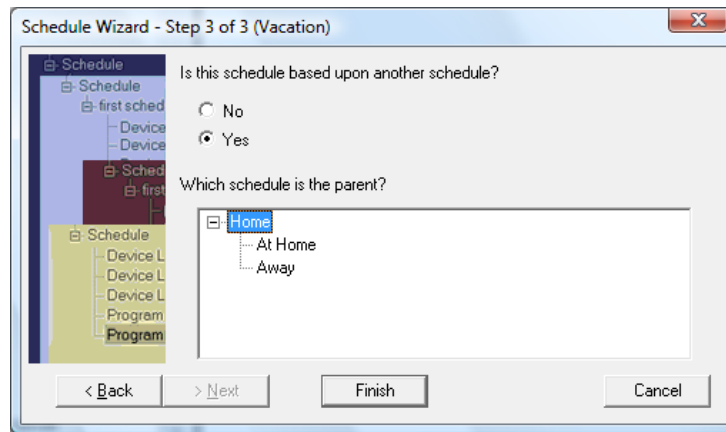 Schedule Wizard - Step 3 of 3 (Vacation)
Schedule
Schedule
first sched
Device
Device
Sched
first
Schedule
Device L
Device L
Device L
Program
Program
Is this schedule based upon another schedule?
No
Yes
Which schedule is the parent?
Home
At Home
Away
< Back
> Next
Finish
Cancel